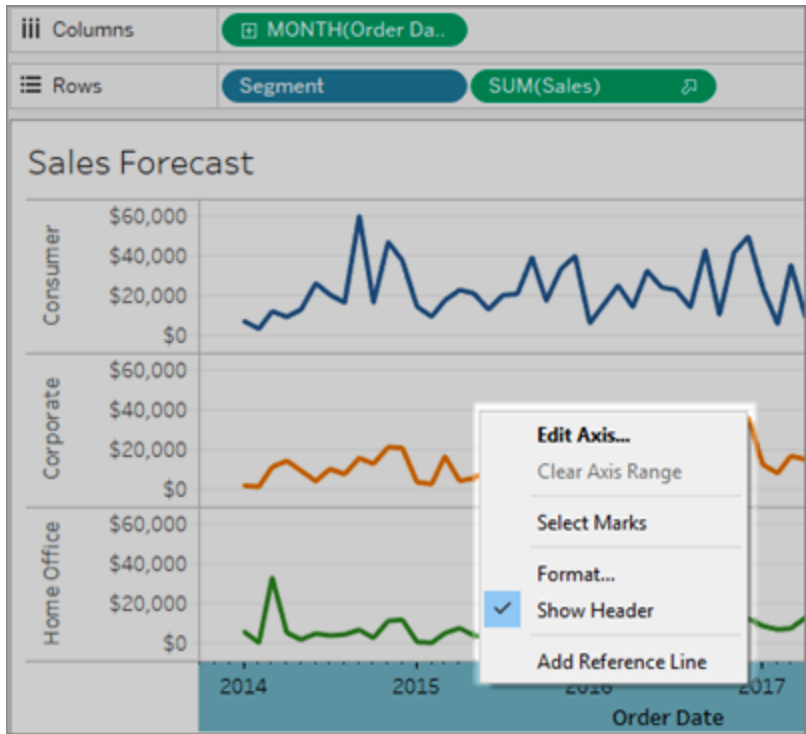 Columns
MONTH(Order Da..
Rows
Segment
SUM(Sales)
Sales Forecast
Consumer
$60,000
$40,000
$20,000
$0
Corporate
$60,000
$40,000
$20,000
$0
Home Office
$60,000
$40,000
$20,000
$0
Edit Axis...
Clear Axis Range
Select Marks
Format...
Show Header
Add Reference Line
2014
2015
2016
2017
Order Date